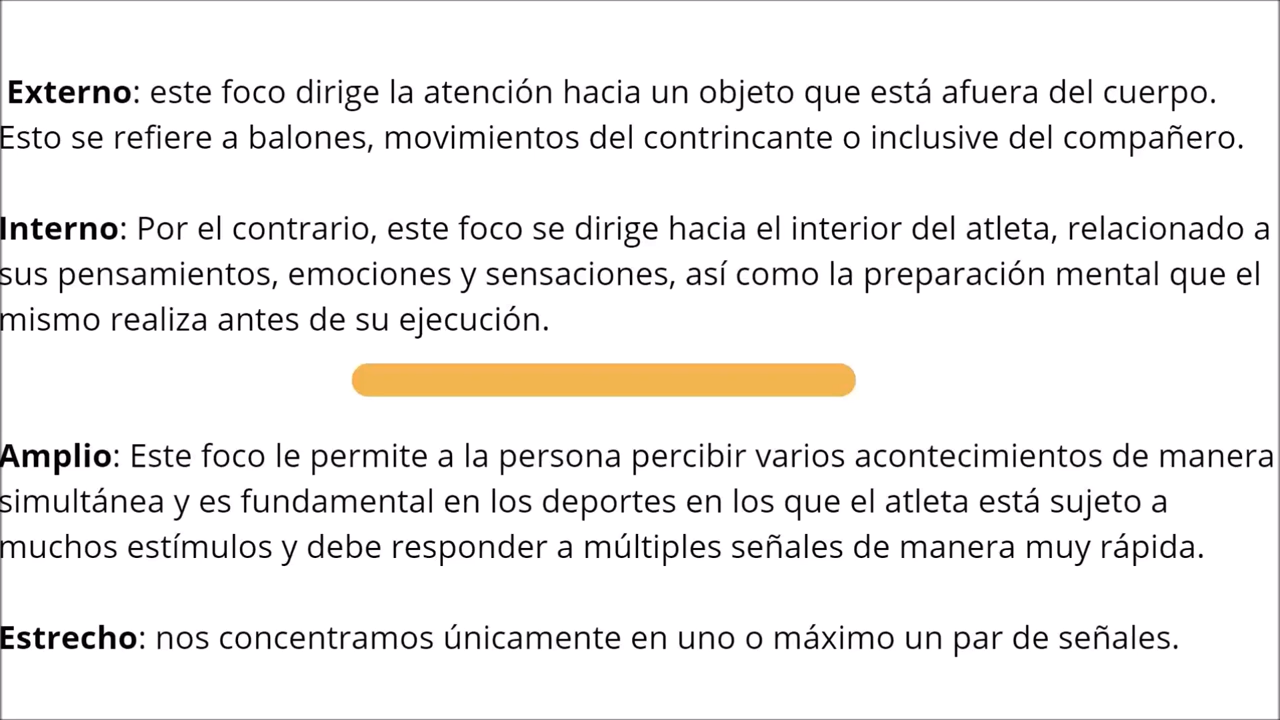 Externo: este foco dirige la atención hacia un objeto que está afuera del cuerpo.
Esto se refiere a balones, movimientos del contrincante o inclusive del compañero.
Interno: Por el contrario, este foco se dirige hacia el interior del atleta, relacionado a
sus pensamientos, emociones y sensaciones, así como la preparación mental que el
mismo realiza antes de su ejecución.
Amplio: Este foco le permite a la persona percibir varios acontecimientos de manera
simultánea y es fundamental en los deportes en los que el atleta está sujeto a
muchos estímulos y debe responder a múltiples señales de manera muy rápida.
Estrecho: nos concentramos únicamente en uno o máximo un par de señales.